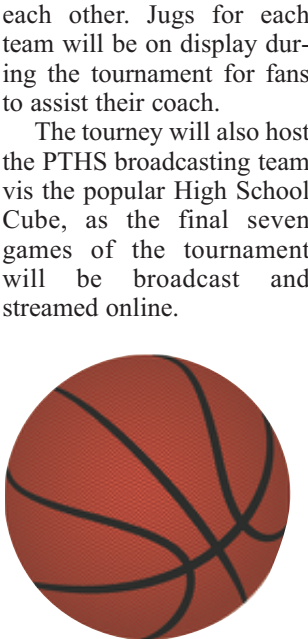 each other. Jugs for each
team will be on display dur-
ing the tournament for fans
to assist their coach.
The tourney will also host
the PTHS broadcasting team
vis the popular High School
Cube, as the final seven
games of the tournament
will be broadcast and
streamed online.